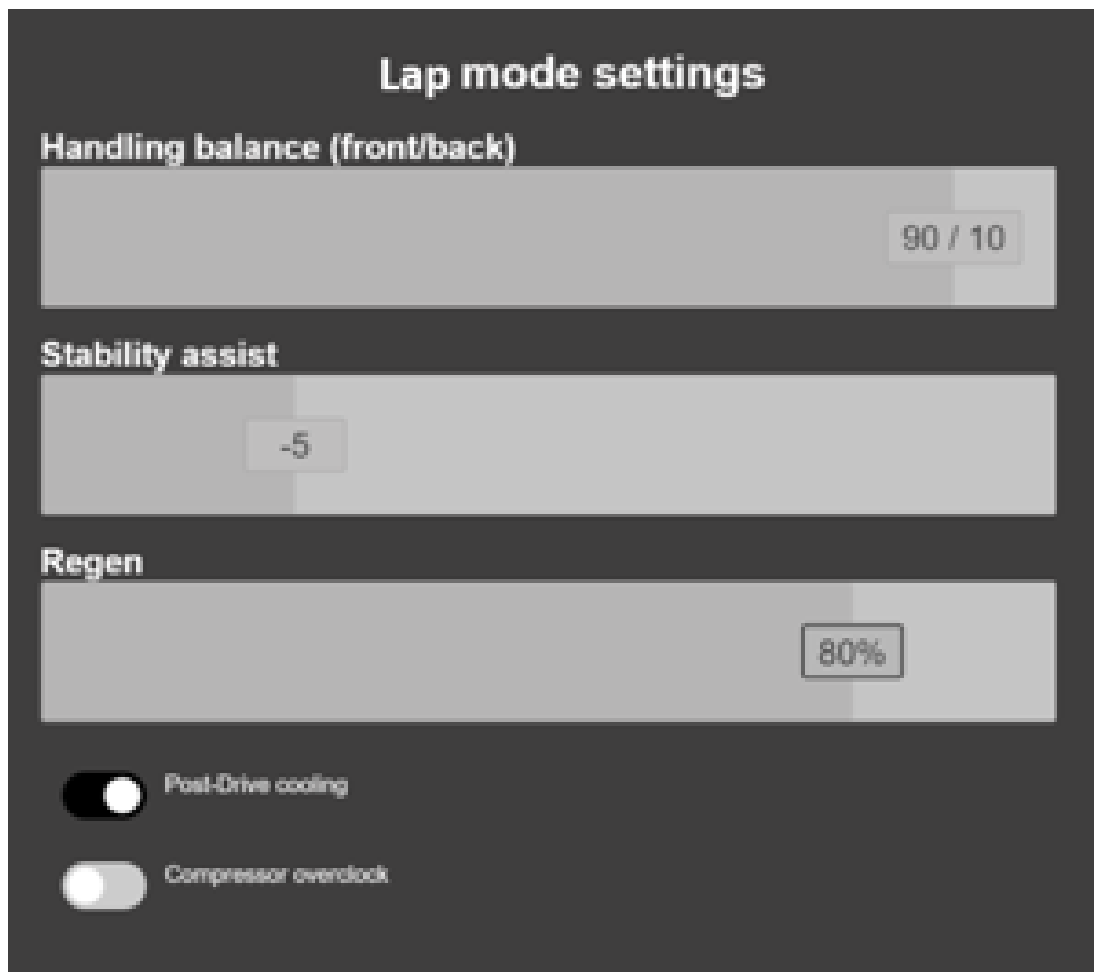 Lap mode settings
Handling balance (front/back)
90 / 10
Stability assist
-5
Regen
80%
Post-Drive cooling
Compressor overclock